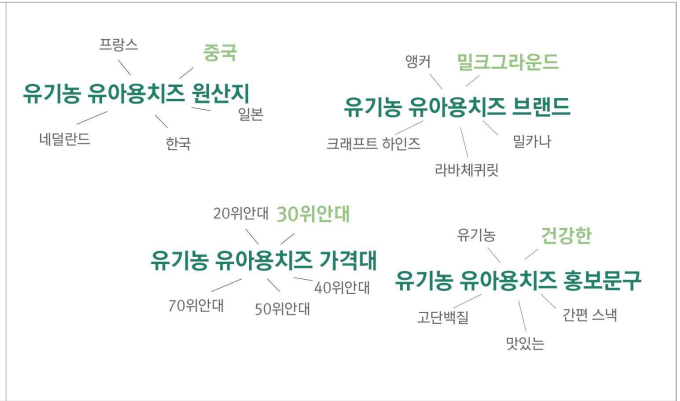 프랑스
중국
유기농 유아용치즈 원산지
일본
네덜란드
한국
앵커
밀크그라운드
유기농 유아용치즈 브랜드
크래프트 하인즈
밀카나
라바체퀴릿
20위안대
30위안대
유기농 유아용치즈 가격대
40위안대
70위안대
50위안대
유기농
건강한
유기농 유아용치즈 홍보문구
고단백질
간편 스낵
맛있는